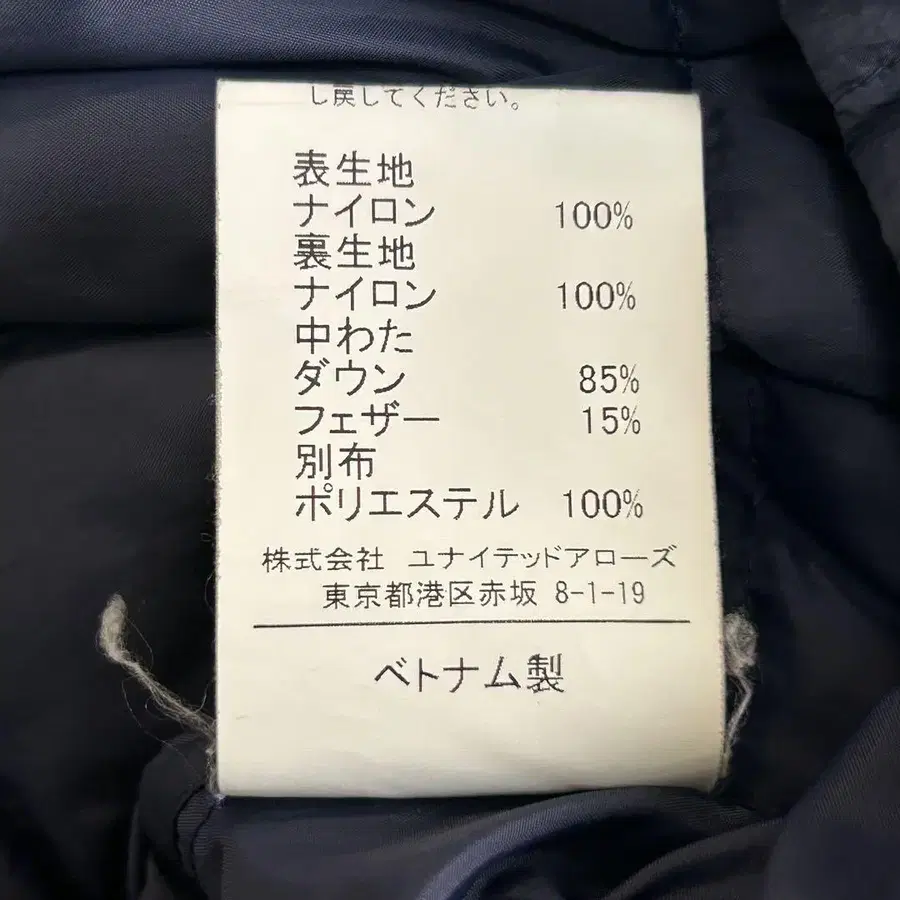 し戻してください。
表生地
ナイロン 100%
裏生地
ナイロン 100%
中わた
ダウン 85%
フェザー 15%
別布
ポリエステル 100%
株式会社 ユナイテッドアローズ
東京都港区赤坂 8-1-19
ベトナム製